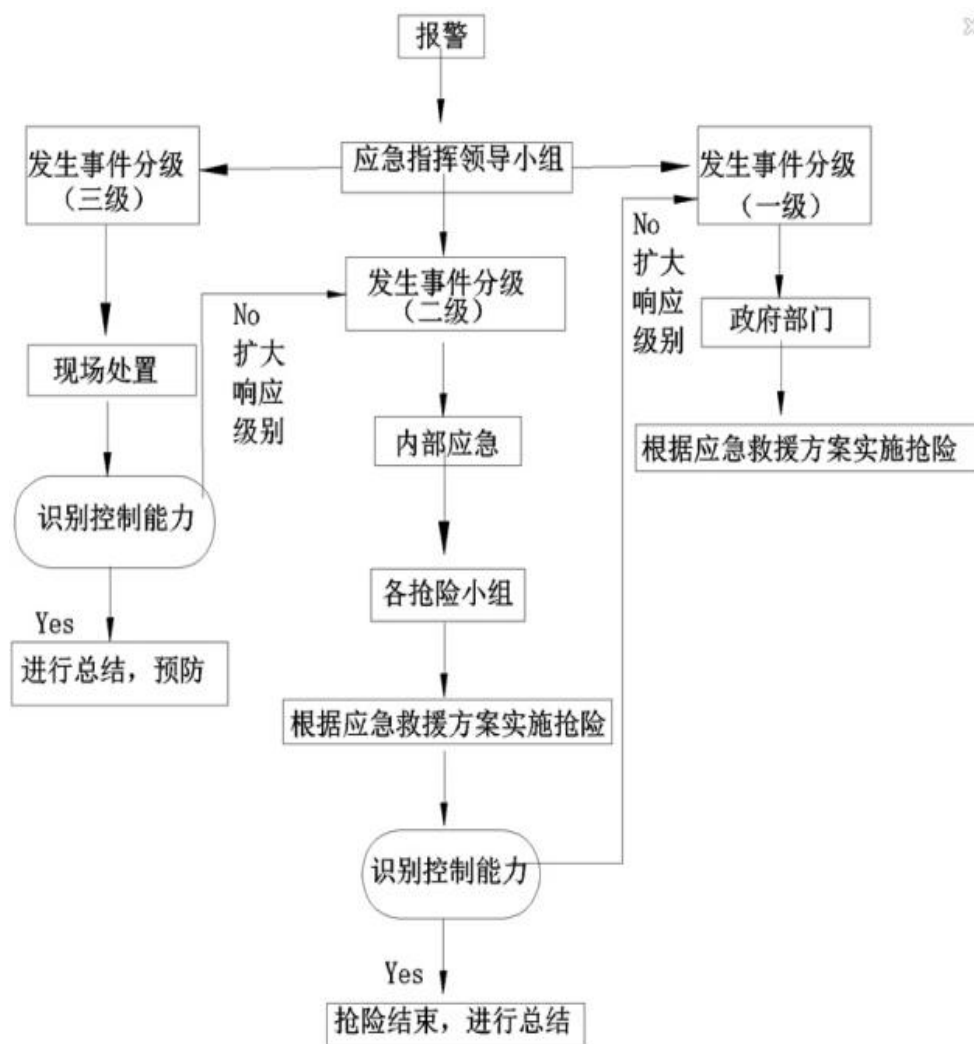 报警
应急指挥领导小组
发生事件分级
（三级）
发生事件分级
（二级）
发生事件分级
（一级）
No
扩大
响应
级别
No
扩大
响应
级别
政府部门
现场处置
内部应急
根据应急救援方案实施抢险
识别控制能力
各抢险小组
Yes
进行总结，预防
根据应急救援方案实施抢险
识别控制能力
Yes
抢险结束，进行总结